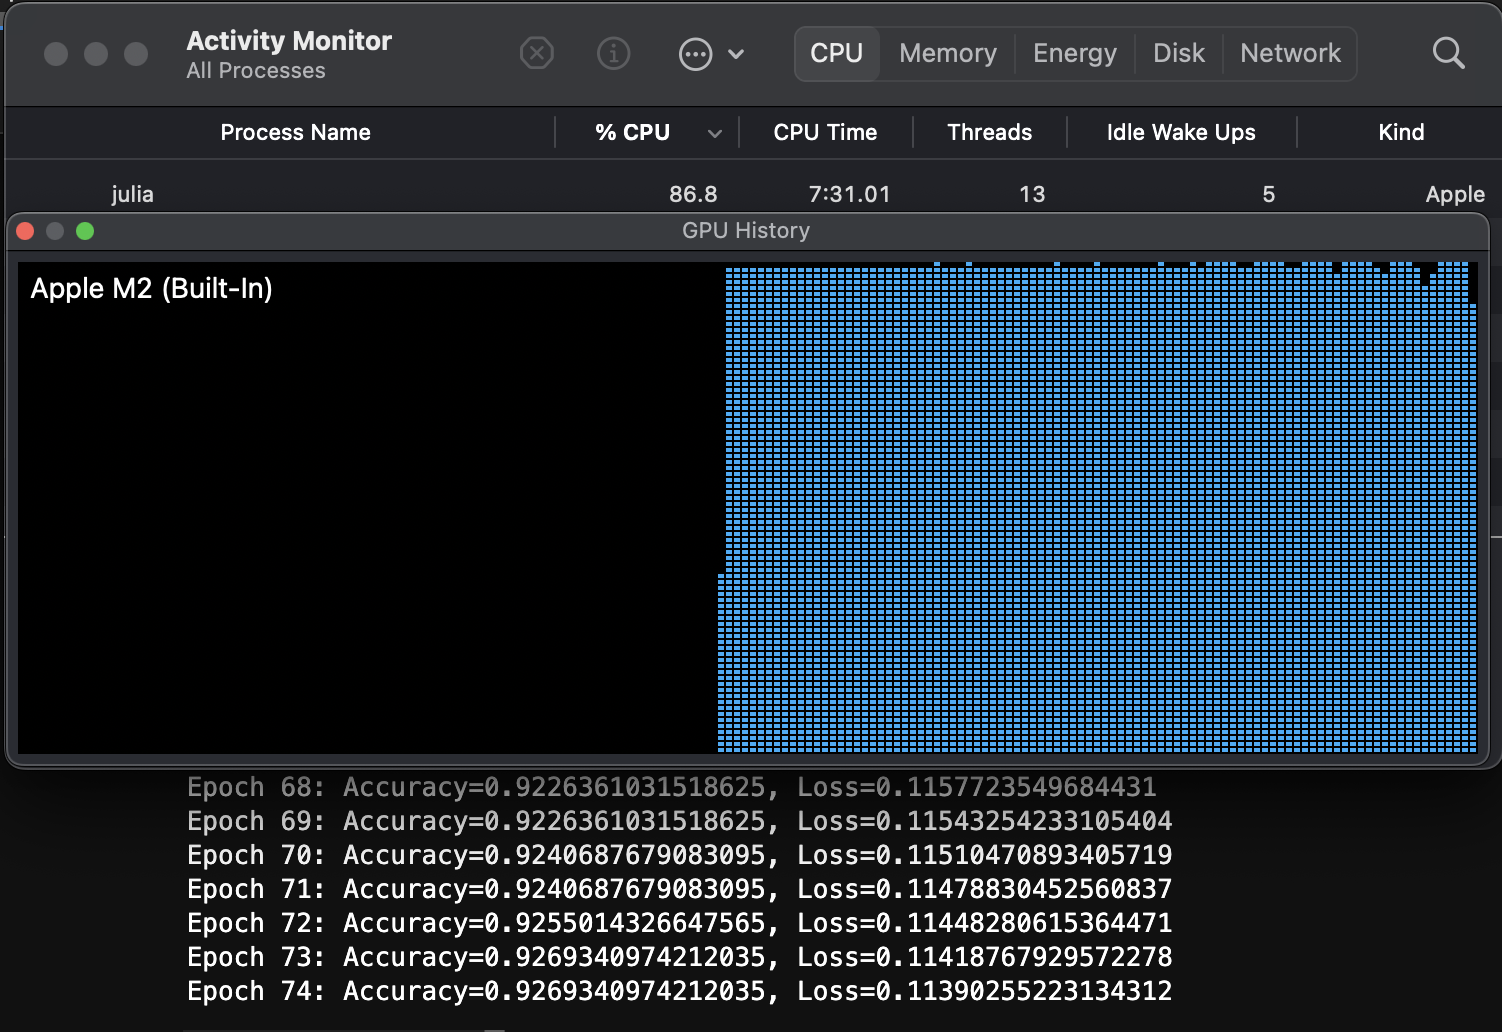 Activity Monitor
All Processes
CPU Memory Energy Disk Network
Process Name % CPU CPU Time Threads Idle Wake Ups Kind
julia 86.8 7:31.01 13 5 Apple
GPU History
Apple M2 (Built-In)
Epoch 68: Accuracy=0.9226361031518625, Loss=0.1157723549684431
Epoch 69: Accuracy=0.9226361031518625, Loss=0.11543254233105404
Epoch 70: Accuracy=0.9240687679083095, Loss=0.11510470893405719
Epoch 71: Accuracy=0.9240687679083095, Loss=0.11478830452560837
Epoch 72: Accuracy=0.9255014326647565, Loss=0.11448280615364471
Epoch 73: Accuracy=0.9269340974212035, Loss=0.11418767929572278
Epoch 74: Accuracy=0.9269340974212035, Loss=0.11390255223134312